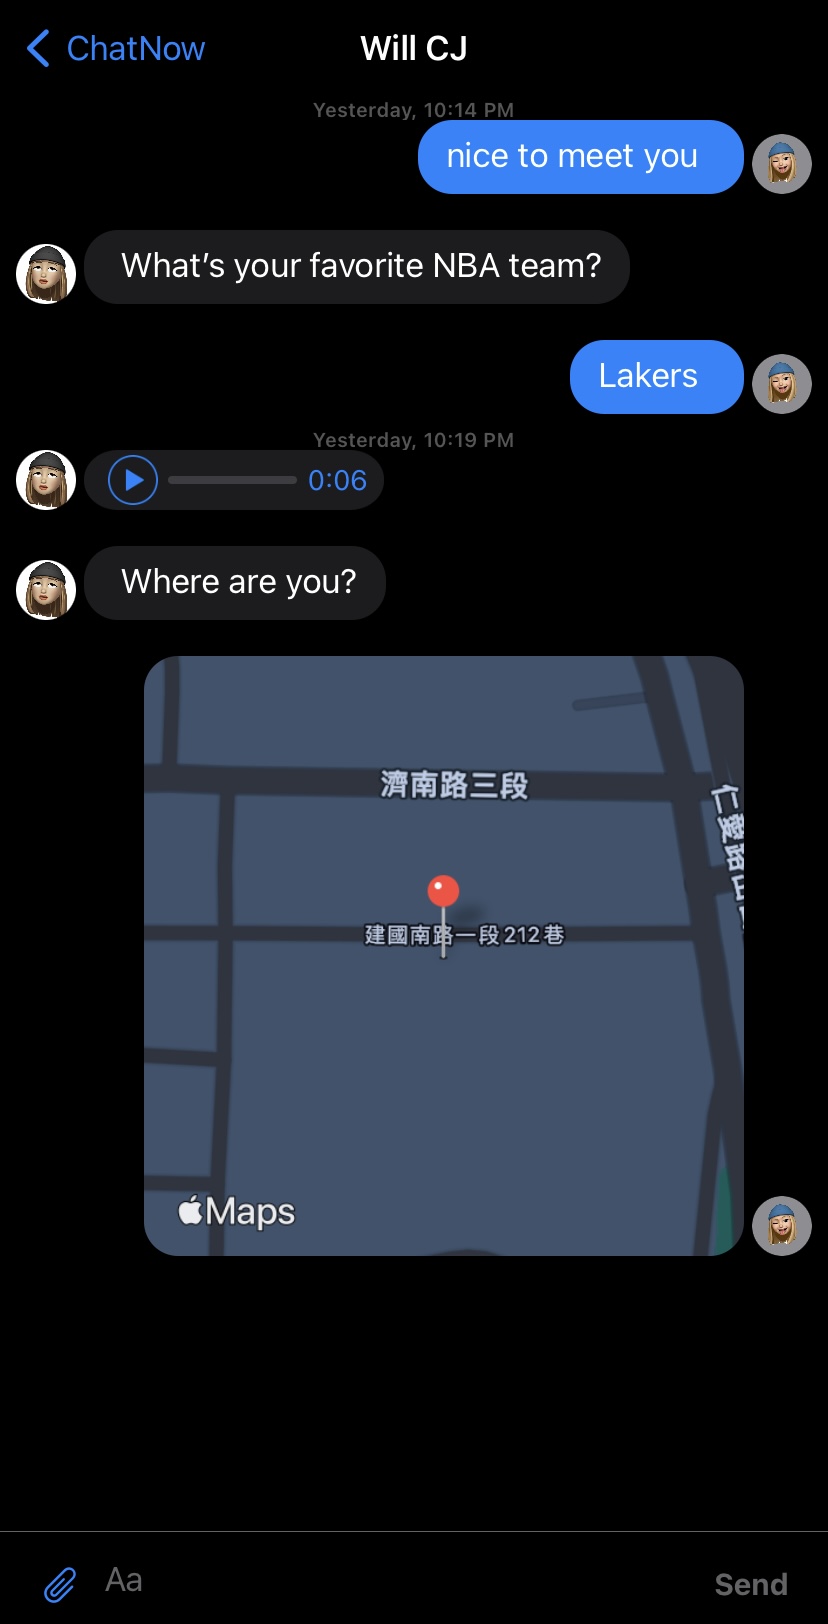 ChatNow
Will CJ
Yesterday, 10:14 PM
nice to meet you
What's your favorite NBA team?
Lakers
Yesterday, 10:19 PM
0:06
Where are you?
濟南路三段
仁愛路
建國南路一段212巷
Maps
Aa
Send